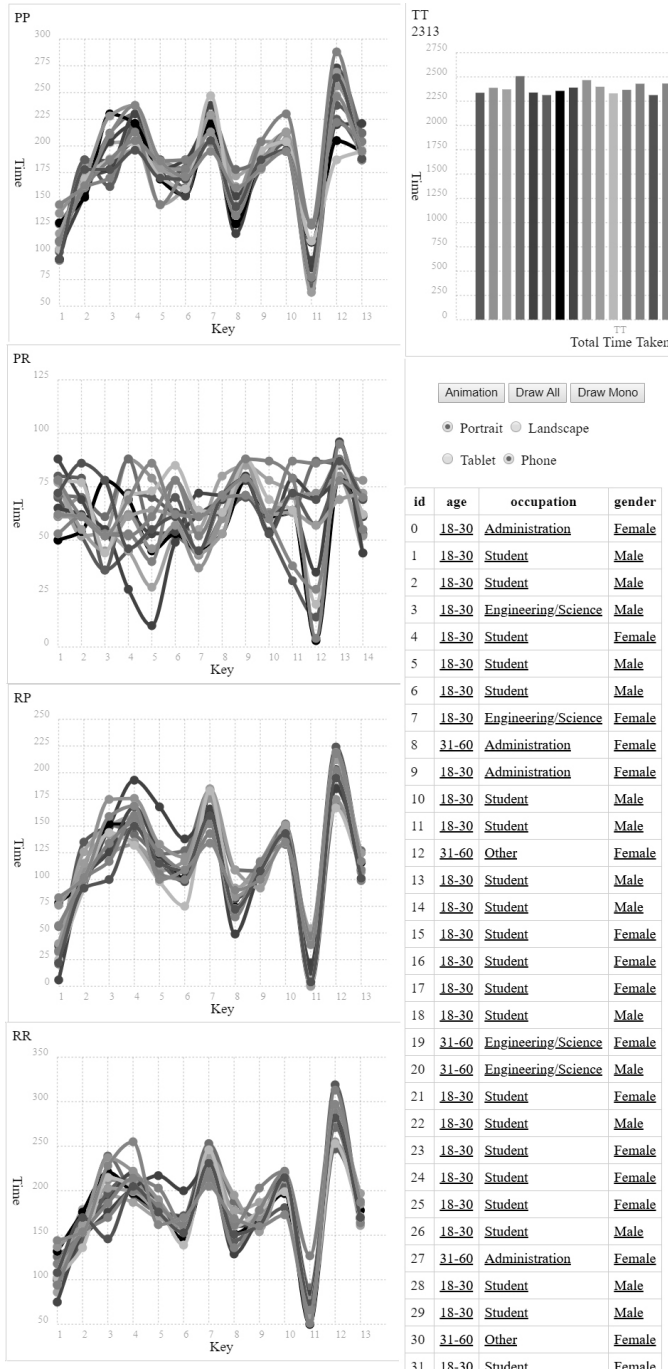 PP
300
275
250
225
200
175
150
125
100
75
50
Time
1 2 3 4 5 6 7 8 9 10 11 12 13
Key
TT
2313
2750
2500
2250
2000
1750
1500
1250
1000
750
500
250
0
Time
TT
Total Time Taken
PR
125
100
75
50
25
0
Time
1 2 3 4 5 6 7 8 9 10 11 12 13 14
Key
Animation Draw All Draw Mono
Portrait Landscape
Tablet Phone
RP
250
225
200
175
150
125
100
75
50
25
0
Time
1 2 3 4 5 6 7 8 9 10 11 12 13
Key
RR
350
300
250
200
150
100
50
Time
1 2 3 4 5 6 7 8 9 10 11 12 13
Key
id age occupation gender
0 18-30 Administration Female
1 18-30 Student Male
2 18-30 Student Male
3 18-30 Engineering/Science Male
4 18-30 Student Female
5 18-30 Student Male
6 18-30 Student Male
7 18-30 Engineering/Science Female
8 31-60 Administration Female
9 18-30 Administration Female
10 18-30 Student Male
11 18-30 Student Male
12 31-60 Other Female
13 18-30 Student Male
14 18-30 Student Male
15 18-30 Student Female
16 18-30 Student Female
17 18-30 Student Female
18 18-30 Student Male
19 31-60 Engineering/Science Female
20 31-60 Engineering/Science Male
21 18-30 Student Female
22 18-30 Student Male
23 18-30 Student Female
24 18-30 Student Female
25 18-30 Student Female
26 18-30 Student Male
27 31-60 Administration Female
28 18-30 Student Male
29 18-30 Student Male
30 31-60 Other Female
31 18-30 Student Female